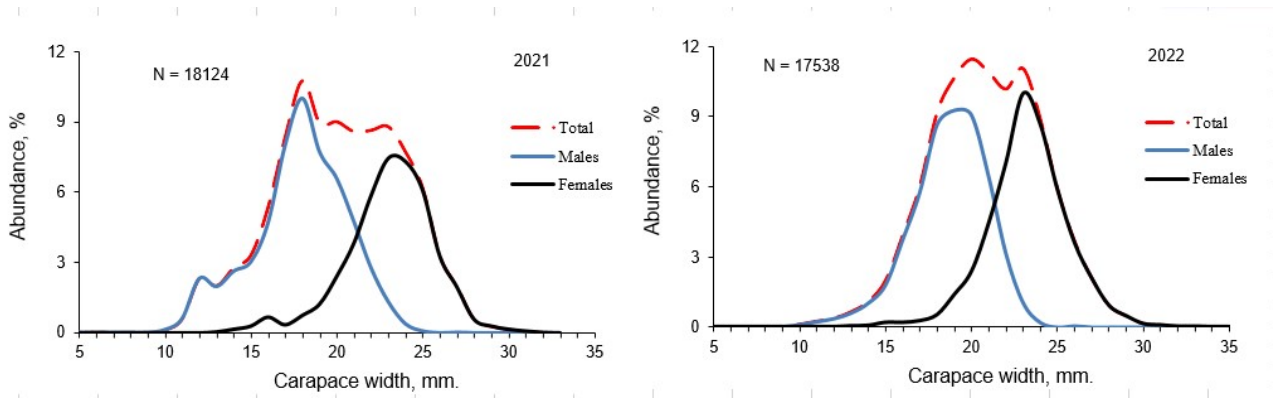 12
N = 18124
2021
9
6
3
0
Abundance, %
Total
Males
Females
5 10 15 20 25 30 35
Carapace width, mm.
12
N = 17538
2022
9
6
3
0
Abundance, %
Total
Males
Females
5 10 15 20 25 30 35
Carapace width, mm.